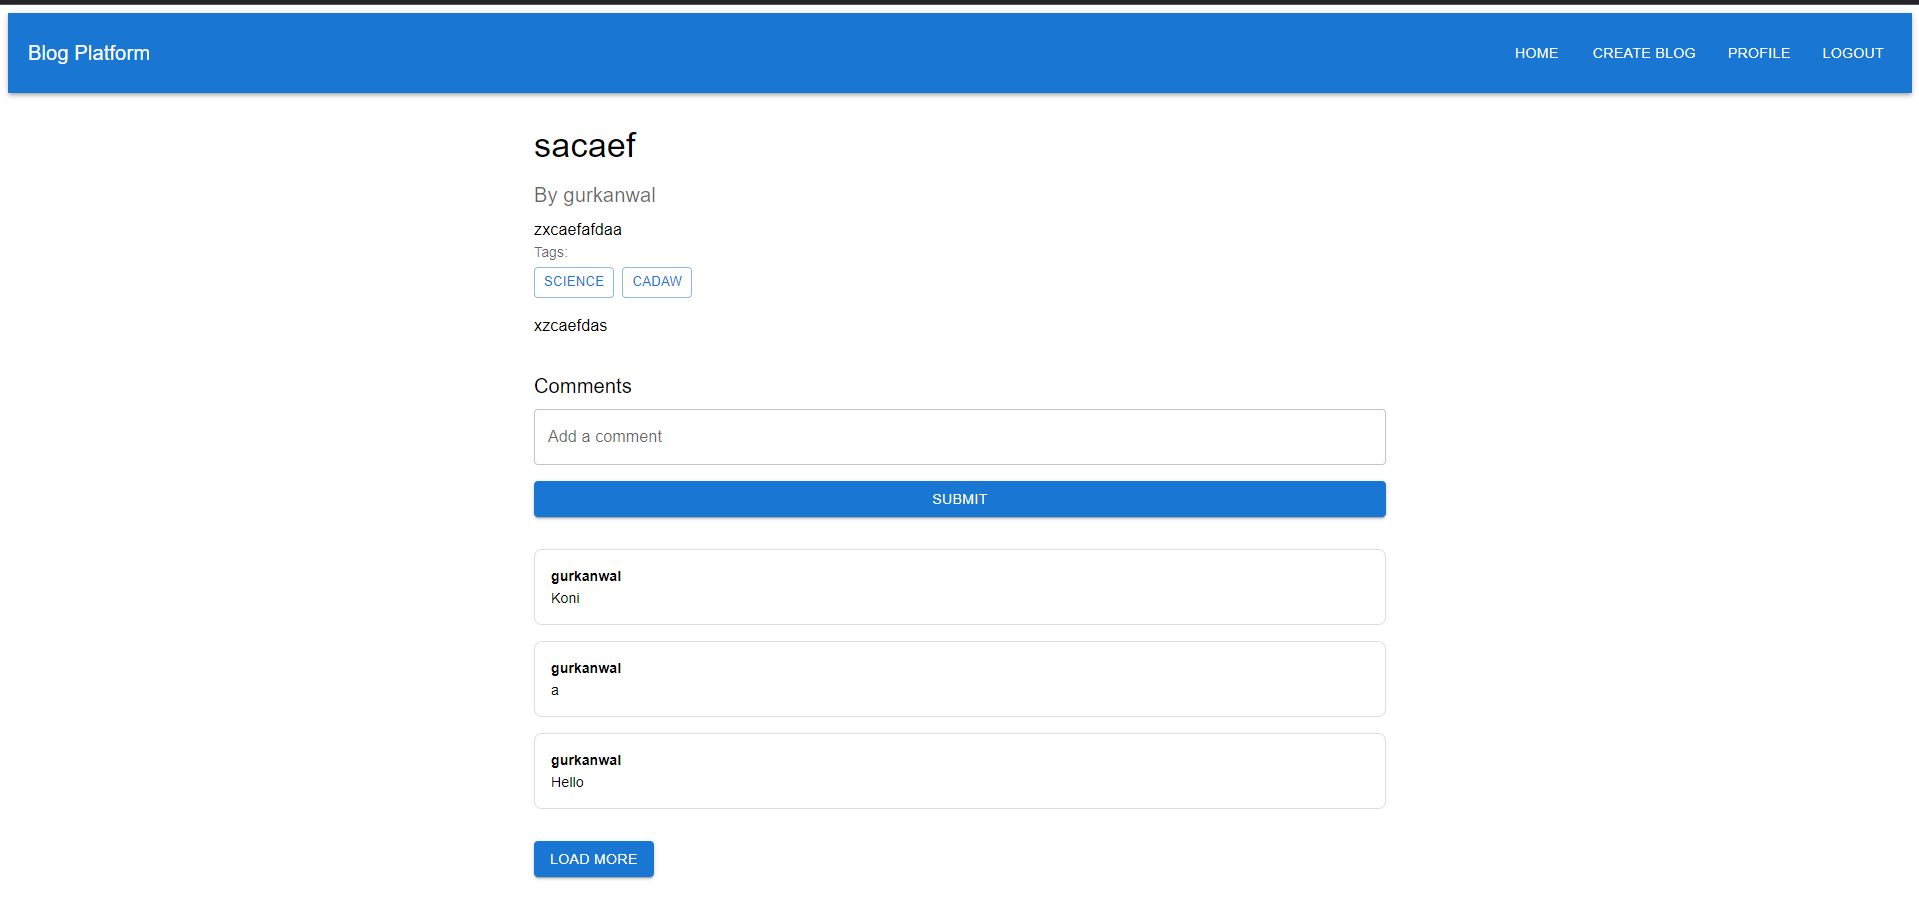 Blog Platform HOME CREATE BLOG PROFILE LOGOUT
sacaef
By gurkanwal
zxcaefafdaa
Tags:
SCIENCE CADAW
xzcaefdas
Comments
Add a comment
SUBMIT
gurkanwal
Koni
gurkanwal
a
gurkanwal
Hello
LOAD MORE